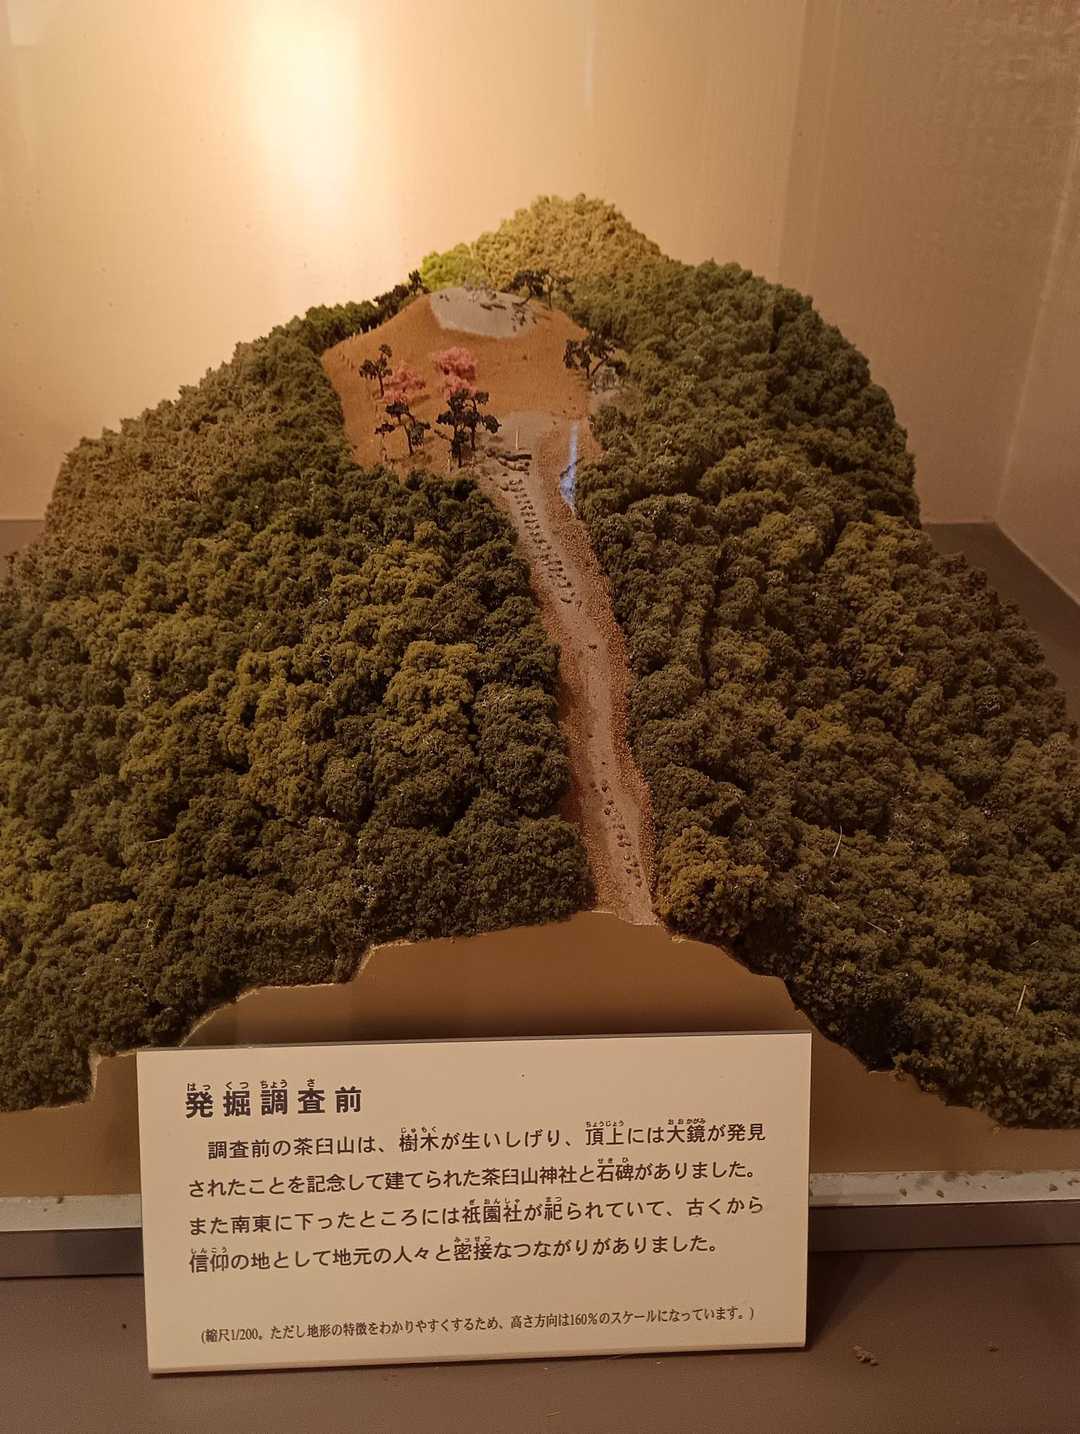 発掘調査前
調査前の茶臼山は、樹木が生いしげり、頂上には大鏡が発見
されたことを記念して建てられた茶臼山神社と石碑がありました。
また南東に下ったところには祇園社が祀られていて、古くから
信仰の地として地元の人々と密接なつながりがありました。
(縮尺1/200。ただし地形の特徴をわかりやすくするため、高さ方向は160%のスケールになっています。)